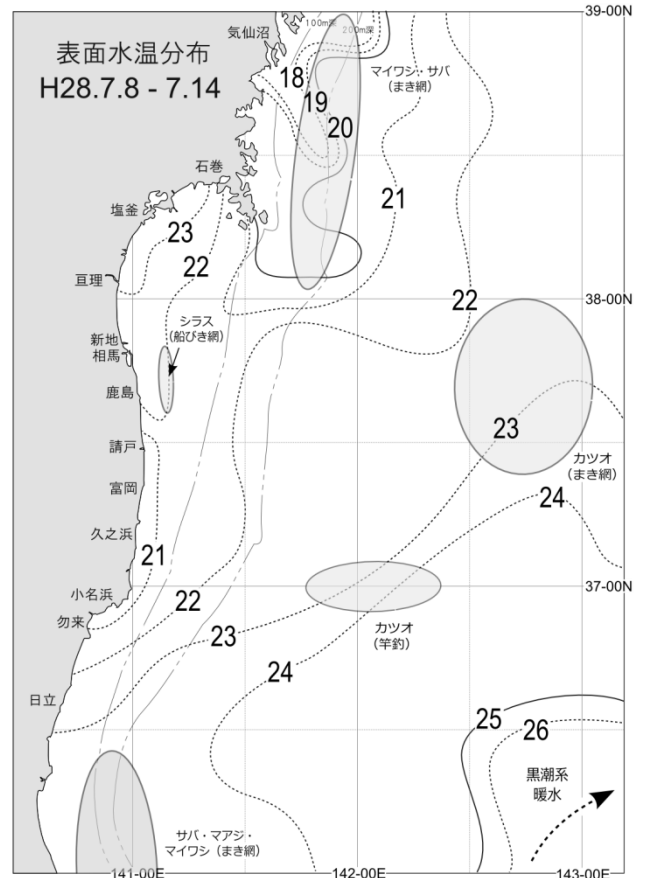 39-00N
気仙沼
100m深
200m深
表面水温分布
H28.7.8 - 7.14
マイワシ・サバ
（まき網）
18
19
20
石巻
21
塩釜
23
22
亘理
38-00N
22
シラス
（船びき網）
新地
相馬
鹿島
23
請戸
カツオ
（まき網）
富岡
24
久之浜
21
37-00N
小名浜
22
勿来
カツオ
（竿釣）
23
24
日立
25
26
黒潮系
暖水
サバ・マアジ・
マイワシ（まき網）
141-00E
142-00E
143-00E